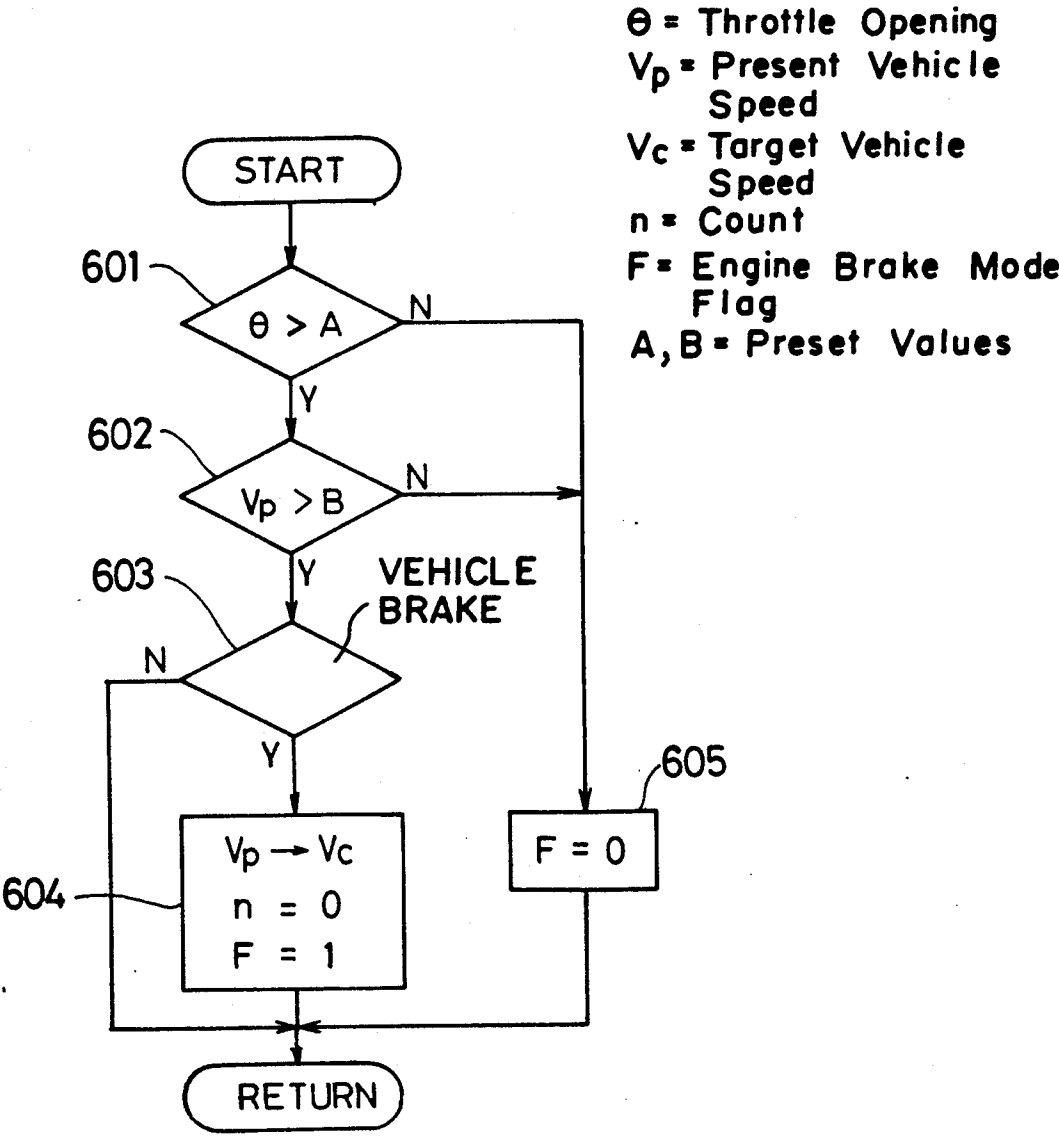 θ = Throttle Opening
Vp = Present Vehicle
Speed
Vc = Target Vehicle
Speed
n = Count
F = Engine Brake Mode
Flag
A, B = Preset Values
START
601
θ > A
N
Y
602
Vp > B
N
Y
603
VEHICLE
BRAKE
N
Y
604
Vp → Vc
n = 0
F = 1
605
F = 0
RETURN